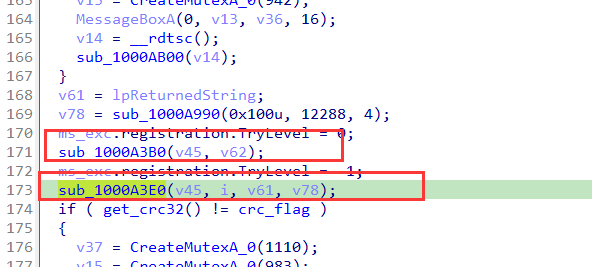 165 v15 = CreateMutexA_0(942);
164 MessageBoxA(0, v13, v36, 16);
165 v14 = __rdtsc();
166 sub_1000AB00(v14);
167 }
168 v61 = lpReturnedString;
169 v78 = sub_1000A990(0x100u, 12288, 4);
170 ms_exc.registration.TryLevel = 0;
171 sub_1000A3B0(v45, v62);
172 ms_exc.registration.TryLevel = -1;
173 sub_1000A3E0(v45, i, v61, v78);
174 if ( get_crc32() != crc_flag )
175 {
176 v37 = CreateMutexA_0(1110);
177 v15 = CreateMutexA_0(983);